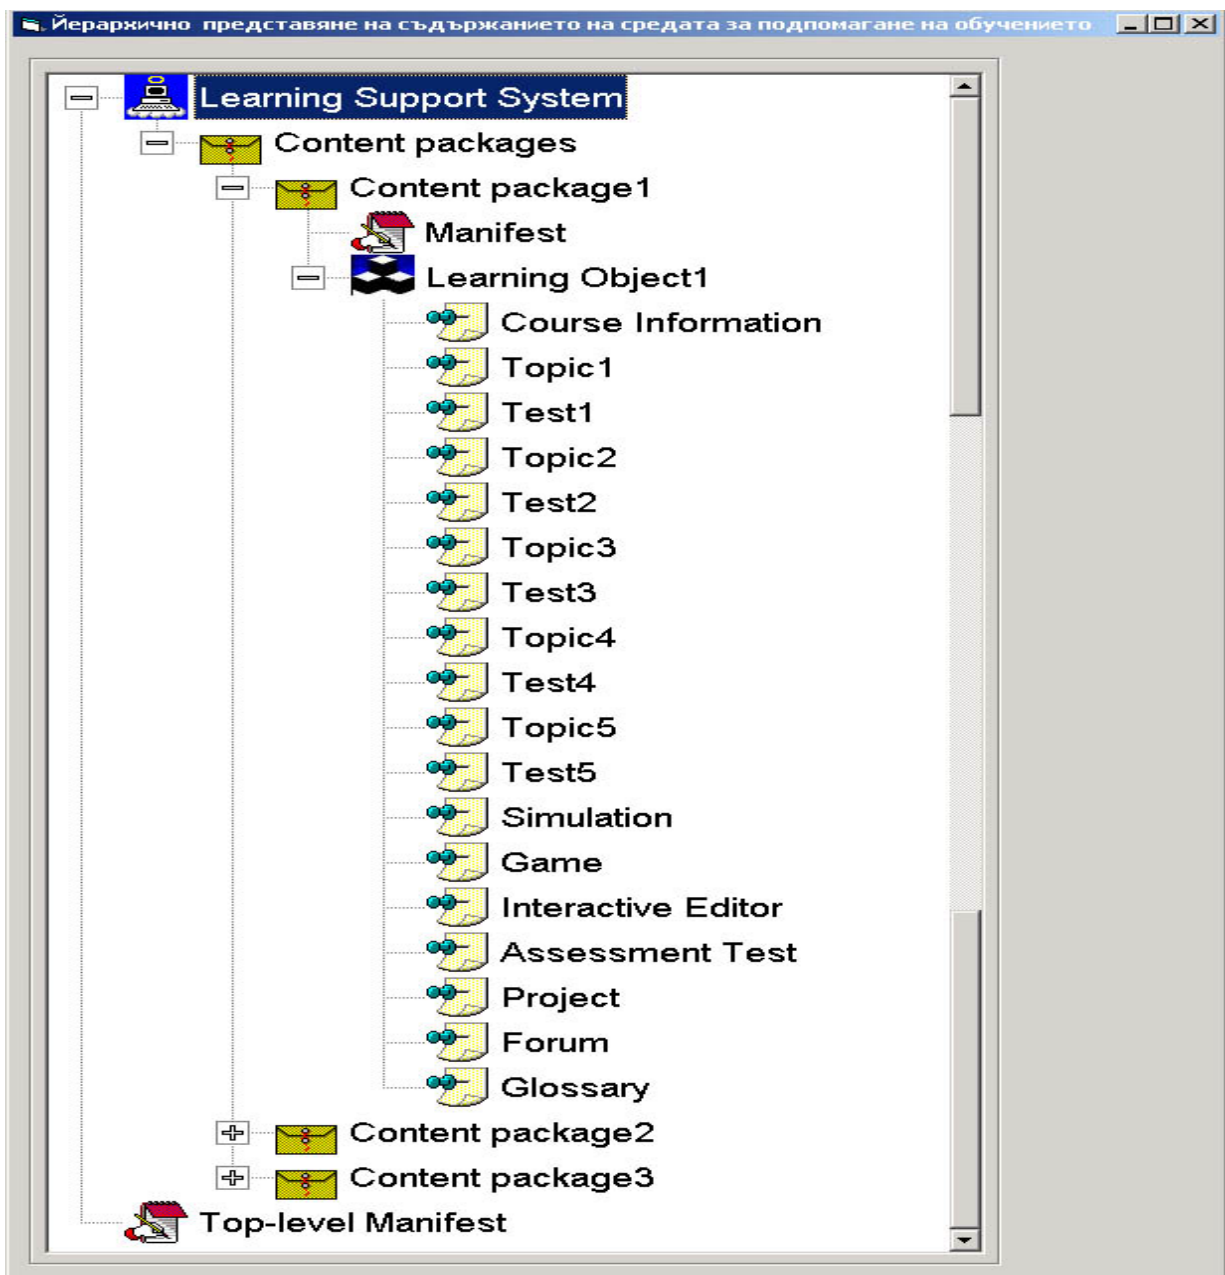 Йерархично представяне на съдържанието на средата за подпомагане на обучението
Learning Support System
Content packages
Content package1
Manifest
Learning Object1
Course Information
Topic1
Test1
Topic2
Test2
Topic3
Test3
Topic4
Test4
Topic5
Test5
Simulation
Game
Interactive Editor
Assessment Test
Project
Forum
Glossary
Content package2
Content package3
Top-level Manifest